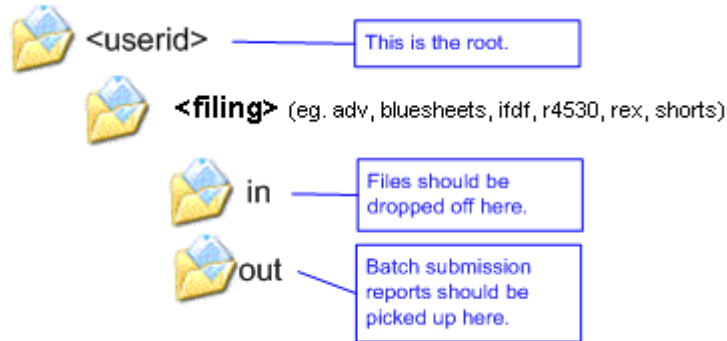 <userid>
This is the root.
<filing> (eg. adv, bluesheets, ifdf, r4530, rex, shorts)
in
Files should be
dropped off here.
out
Batch submission
reports should be
picked up here.